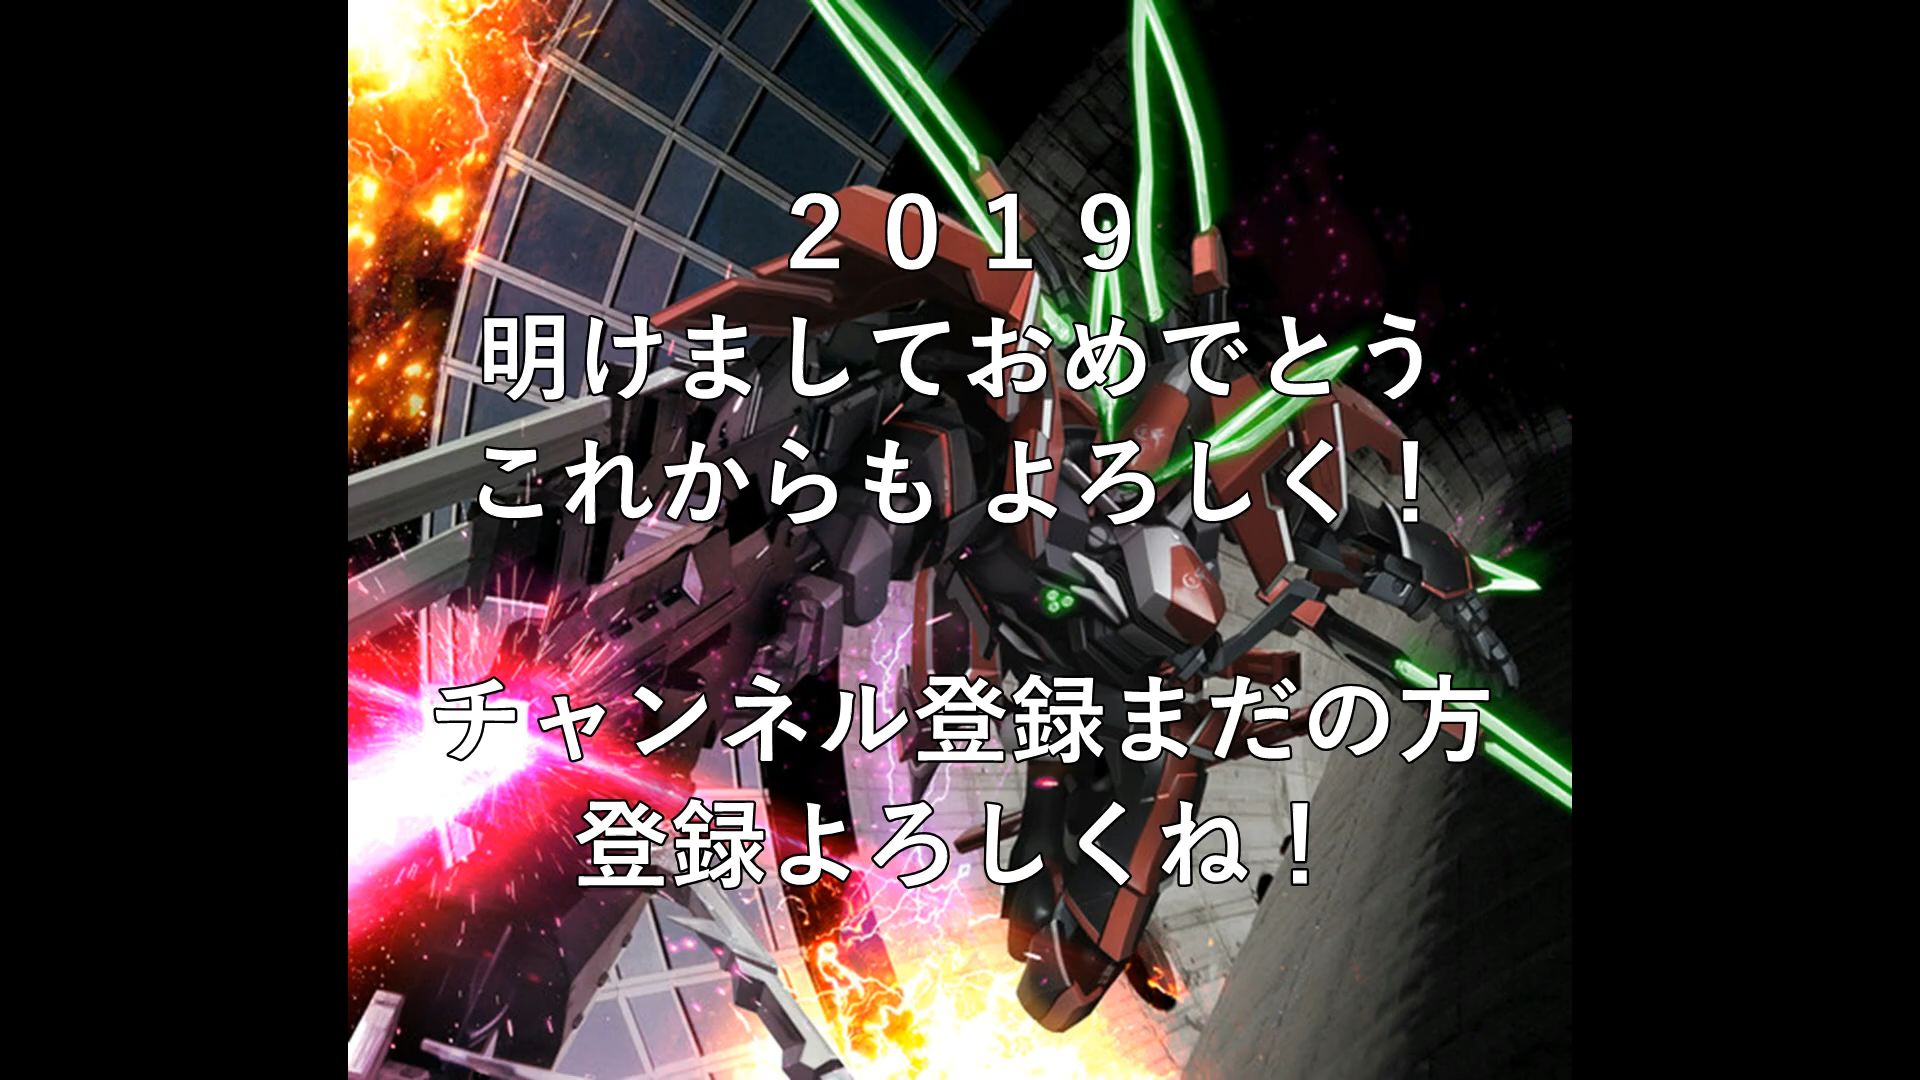 ２０１９
明けましておめでとう
これからも よろしく！
チャンネル登録まだの方
登録よろしくね！